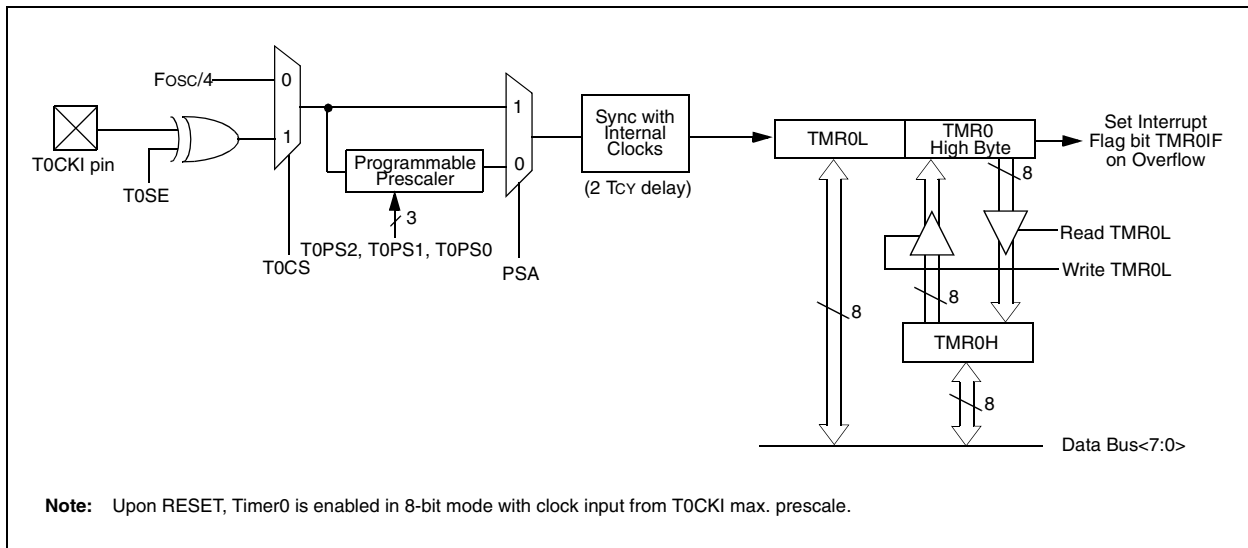 FOSC/4
0
1
T0CKI pin
T0SE
T0CS
Programmable
Prescaler
3
T0PS2, T0PS1, T0PS0
1
0
PSA
Sync with
Internal
Clocks
(2 TCY delay)
TMR0L
TMR0
High Byte
Set Interrupt
Flag bit TMR0IF
on Overflow
8
Read TMR0L
Write TMR0L
8
8
TMR0H
8
Data Bus<7:0>
Note: Upon RESET, Timer0 is enabled in 8-bit mode with clock input from T0CKI max. prescale.